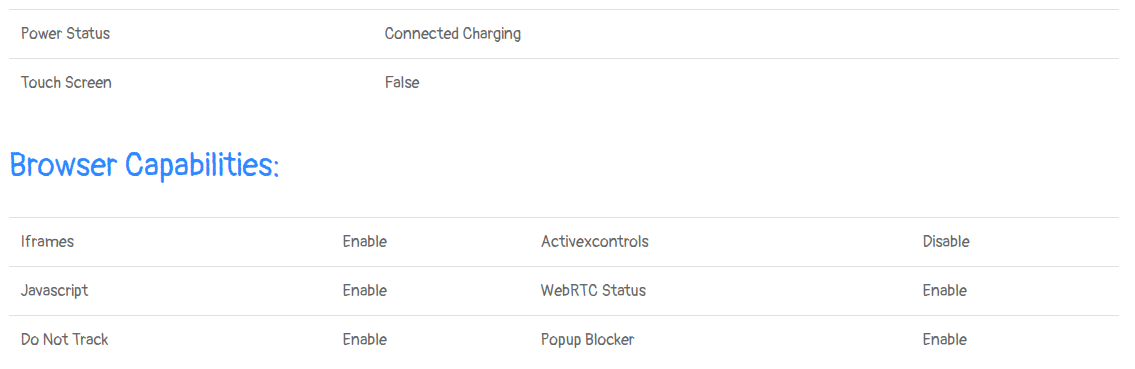 Power Status Connected Charging
Touch Screen False
Browser Capabilities:
Iframes Enable Activexcontrols Disable
Javascript Enable WebRTC Status Enable
Do Not Track Enable Popup Blocker Enable